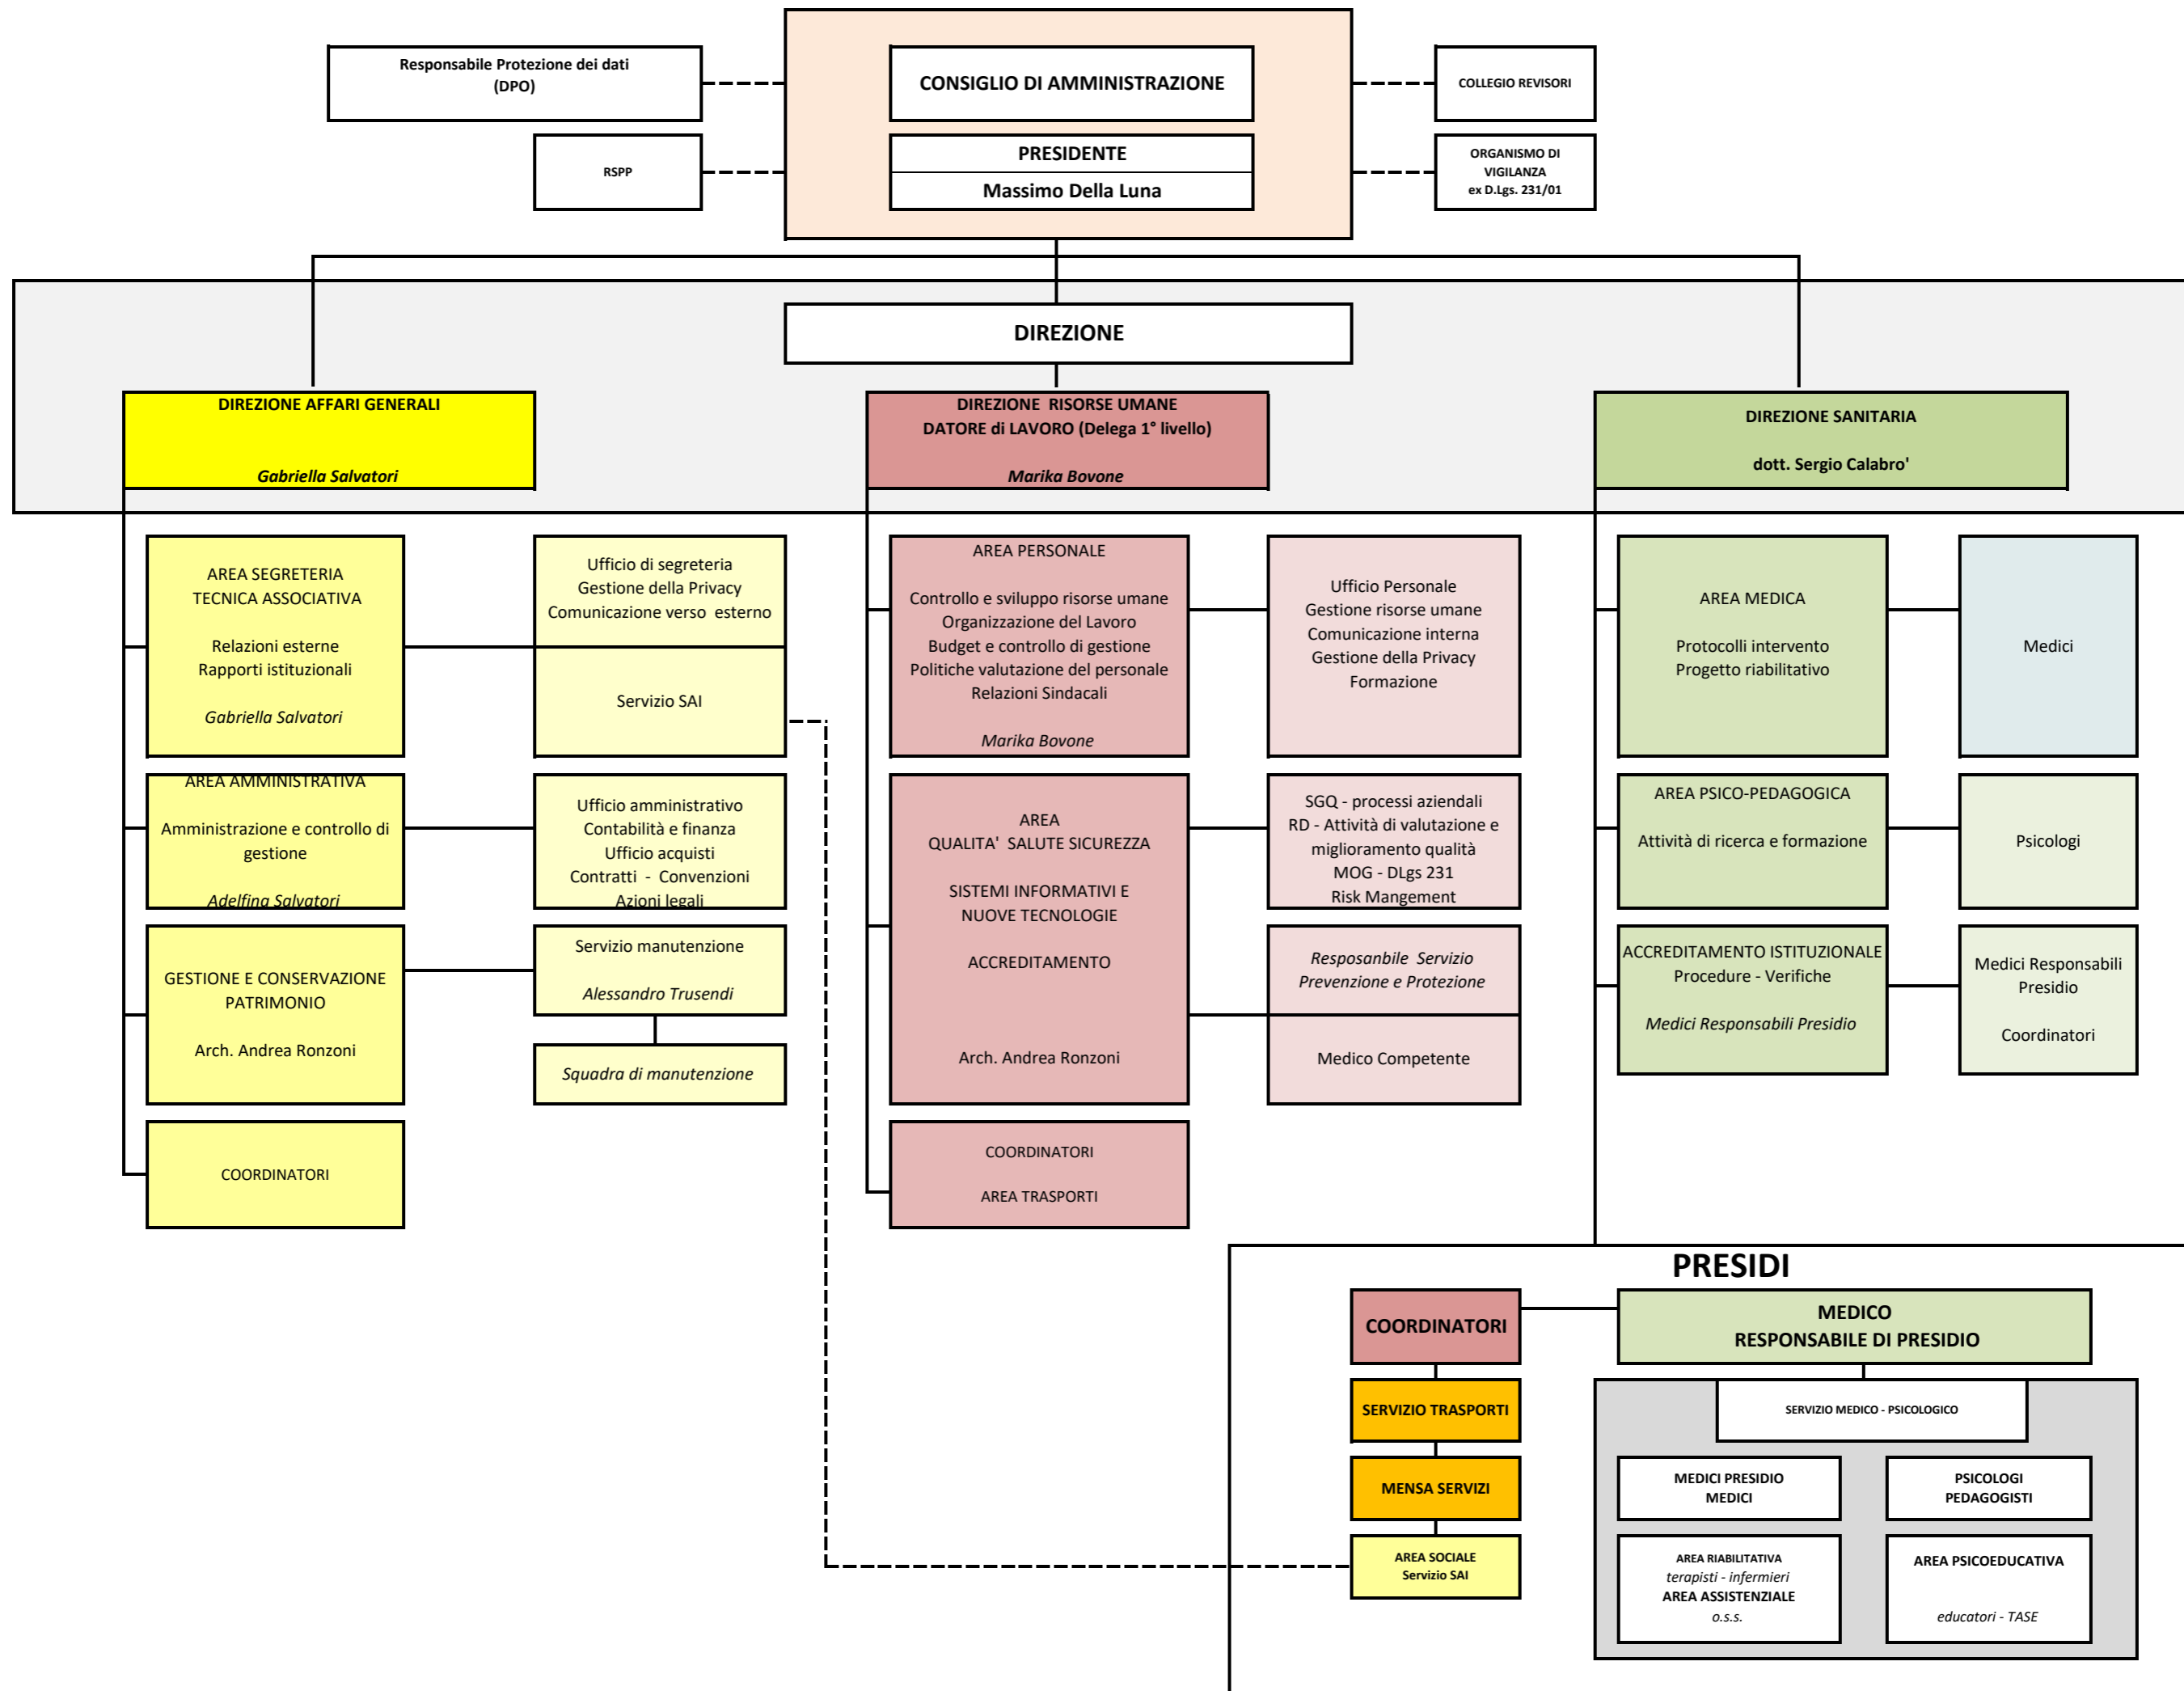 Responsabile Protezione dei dati
(DPO)
CONSIGLIO DI AMMINISTRAZIONE
COLLEGIO REVISORI
RSPP
PRESIDENTE
Massimo Della Luna
ORGANISMO DI
VIGILANZA
ex D.Lgs. 231/01
DIREZIONE
DIREZIONE AFFARI GENERALI
Gabriella Salvatori
DIREZIONE  RISORSE UMANE
DATORE di LAVORO (Delega 1° livello)
Marika Bovone
DIREZIONE SANITARIA
dott. Sergio Calabro'
AREA SEGRETERIA
TECNICA ASSOCIATIVA
Relazioni esterne
Rapporti istituzionali
Gabriella Salvatori
Ufficio di segreteria
Gestione della Privacy
Comunicazione verso  esterno
Servizio SAI
AREA PERSONALE
Controllo e sviluppo risorse umane
Organizzazione del Lavoro
Budget e controllo di gestione
Politiche valutazione del personale
Relazioni Sindacali
Marika Bovone
Ufficio Personale
Gestione risorse umane
Comunicazione interna
Gestione della Privacy
Formazione
AREA MEDICA
Protocolli intervento
Progetto riabilitativo
Medici
AREA AMMINISTRATIVA
Amministrazione e controllo di
gestione
Adelfina Salvatori
Ufficio amministrativo
Contabilità e finanza
Ufficio acquisti
Contratti  -  Convenzioni
Azioni legali
AREA
QUALITA'  SALUTE SICUREZZA
SISTEMI INFORMATIVI E
NUOVE TECNOLOGIE
ACCREDITAMENTO
Arch. Andrea Ronzoni
SGQ - processi aziendali
RD - Attività di valutazione e
miglioramento qualità
MOG - DLgs 231
Risk Mangement
Resposanbile  Servizio
Prevenzione e Protezione
Medico Competente
AREA PSICO-PEDAGOGICA
Attività di ricerca e formazione
Psicologi
GESTIONE E CONSERVAZIONE
PATRIMONIO
Arch. Andrea Ronzoni
Servizio manutenzione
Alessandro Trusendi
Squadra di manutenzione
ACCREDITAMENTO ISTITUZIONALE
Procedure - Verifiche
Medici Responsabili Presidio
Medici Responsabili
Presidio
Coordinatori
COORDINATORI
COORDINATORI
AREA TRASPORTI
PRESIDI
COORDINATORI
MEDICO
RESPONSABILE DI PRESIDIO
SERVIZIO TRASPORTI
SERVIZIO MEDICO - PSICOLOGICO
MENSA SERVIZI
MEDICI PRESIDIO
MEDICI
PSICOLOGI
PEDAGOGISTI
AREA SOCIALE
Servizio SAI
AREA RIABILITATIVA
terapisti - infermieri
AREA ASSISTENZIALE
o.s.s.
AREA PSICOEDUCATIVA
educatori - TASE